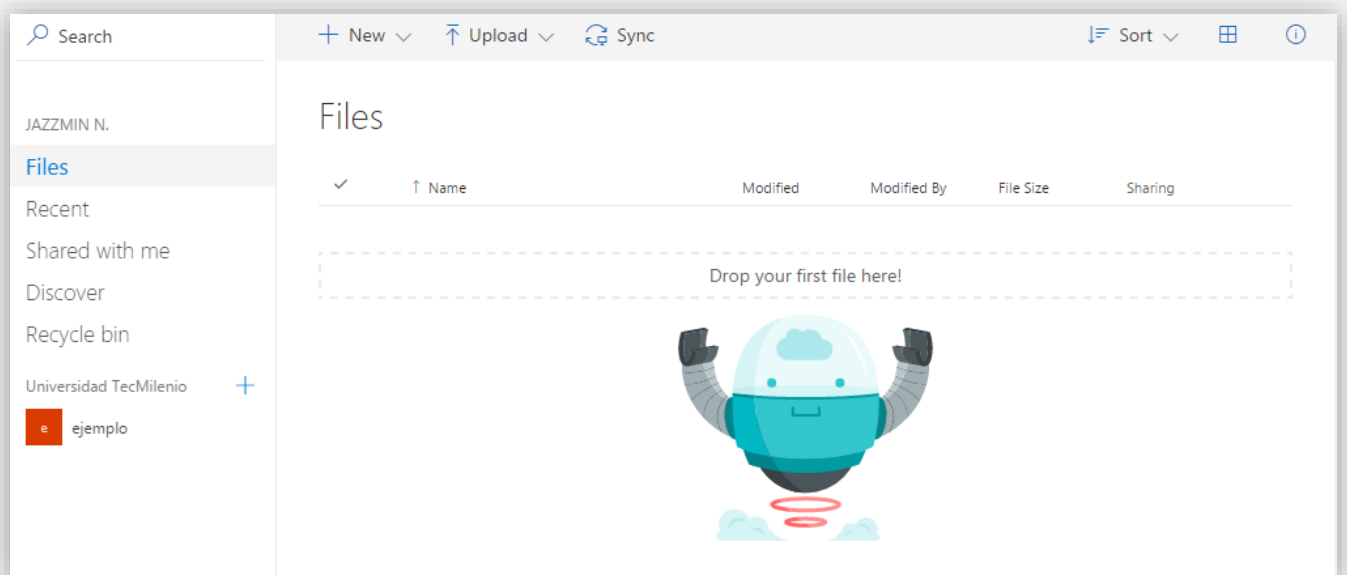 Search
New
Upload
Sync
Sort
JAZZMIN N.
Files
Recent
Shared with me
Discover
Recycle bin
Universidad TecMilenio
e
ejemplo
Files
Name
Modified
Modified By
File Size
Sharing
Drop your first file here!